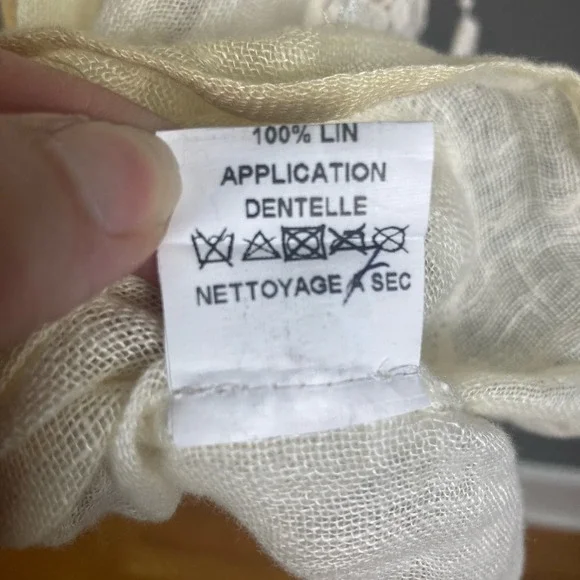 100% LIN
APPLICATION
DENTELLE
NETTOYAGE A SEC